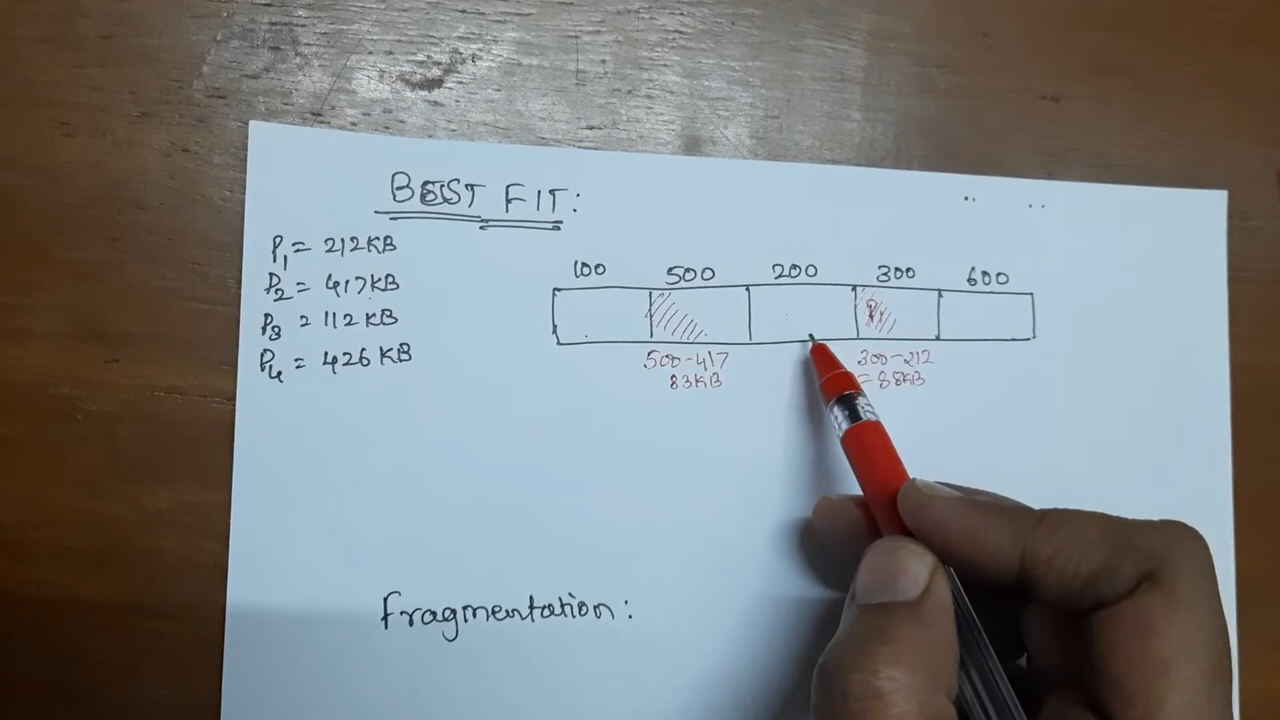 BEST FIT:
P1 = 212KB
P2 = 417KB
P3 = 112KB
P4 = 426KB
100 500 200 300 600
P1
500-417 300-212
83KB = 88KB
Fragmentation: